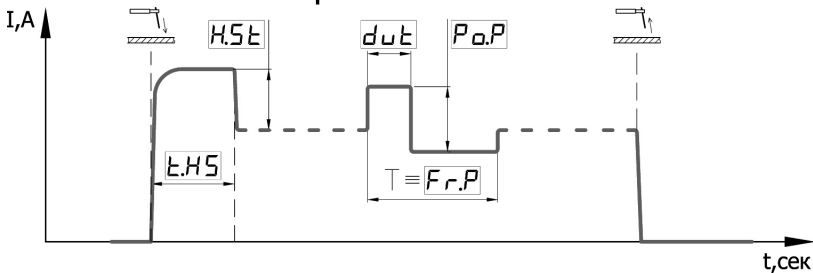 I,A
H.St
dut
Po.P
t.HS
T ≡ Fr.P
t,сек